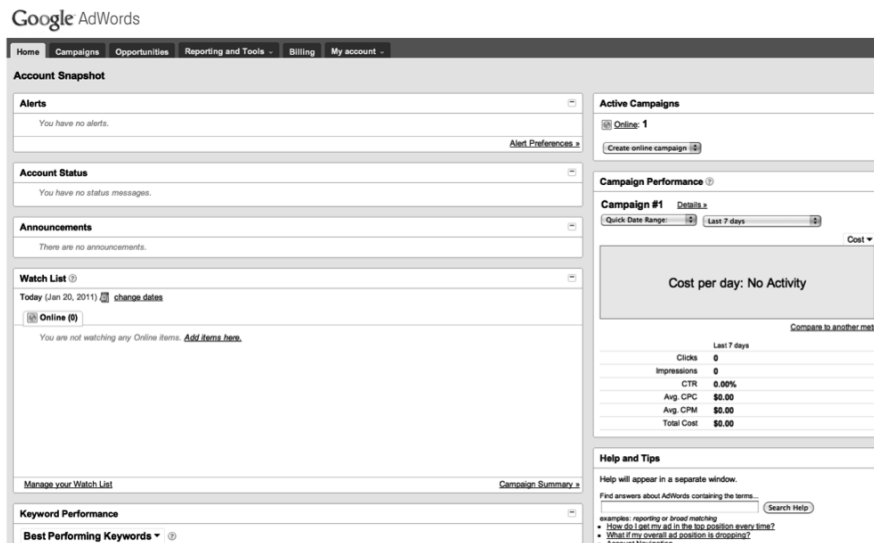 Google AdWords
Home Campaigns Opportunities Reporting and Tools Billing My account
Account Snapshot
Alerts
You have no alerts.
Alert Preferences »
Account Status
You have no status messages.
Announcements
There are no announcements.
Watch List ?
Today (Jan 20, 2011) change dates
Online (0)
You are not watching any Online items. Add items here.
Manage your Watch List Campaign Summary »
Keyword Performance
Best Performing Keywords ?
Active Campaigns
Online: 1
Create online campaign
Campaign Performance ?
Campaign #1 Details »
Quick Date Range: Last 7 days
Cost
Cost per day: No Activity
Compare to another met
Last 7 days
Clicks 0
Impressions 0
CTR 0.00%
Avg. CPC $0.00
Avg. CPM $0.00
Total Cost $0.00
Help and Tips
Help will appear in a separate window.
Find answers about AdWords containing the terms...
Search Help
examples: reporting or broad matching
How do I get my ad in the top position every time?
What if my overall ad position is dropping?
Account Navigation